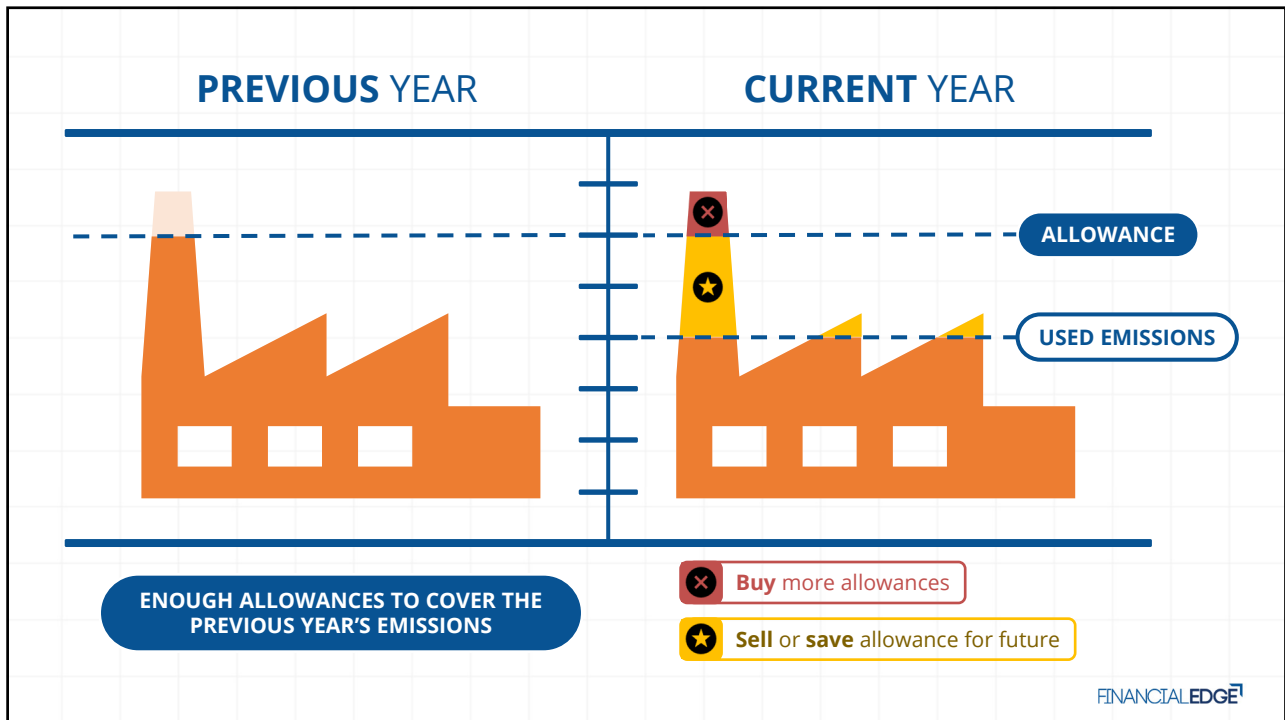 PREVIOUS YEAR
CURRENT YEAR
ALLOWANCE
USED EMISSIONS
ENOUGH ALLOWANCES TO COVER THE
PREVIOUS YEAR'S EMISSIONS
Buy more allowances
Sell or save allowance for future
FINANCIALEDGE